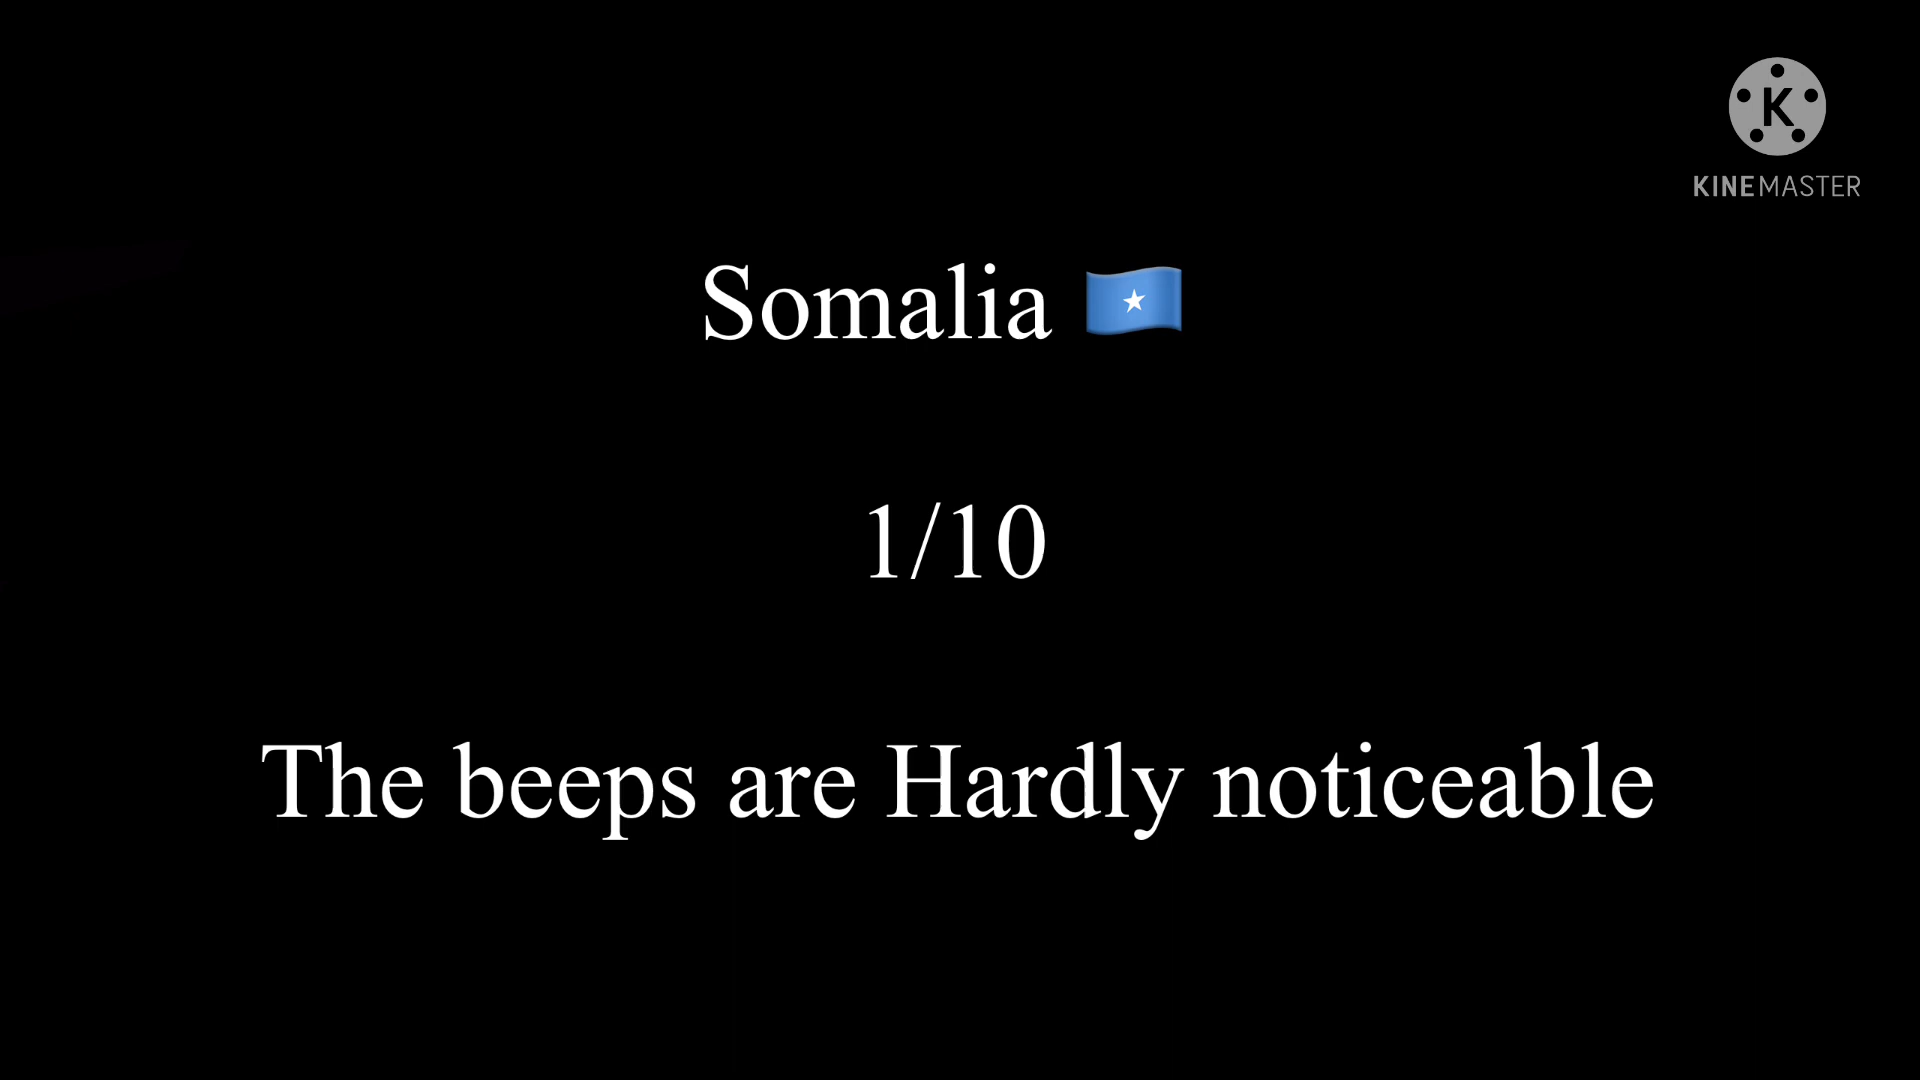 K
KINEMASTER
Somalia 🇸🇴
1/10
The beeps are Hardly noticeable